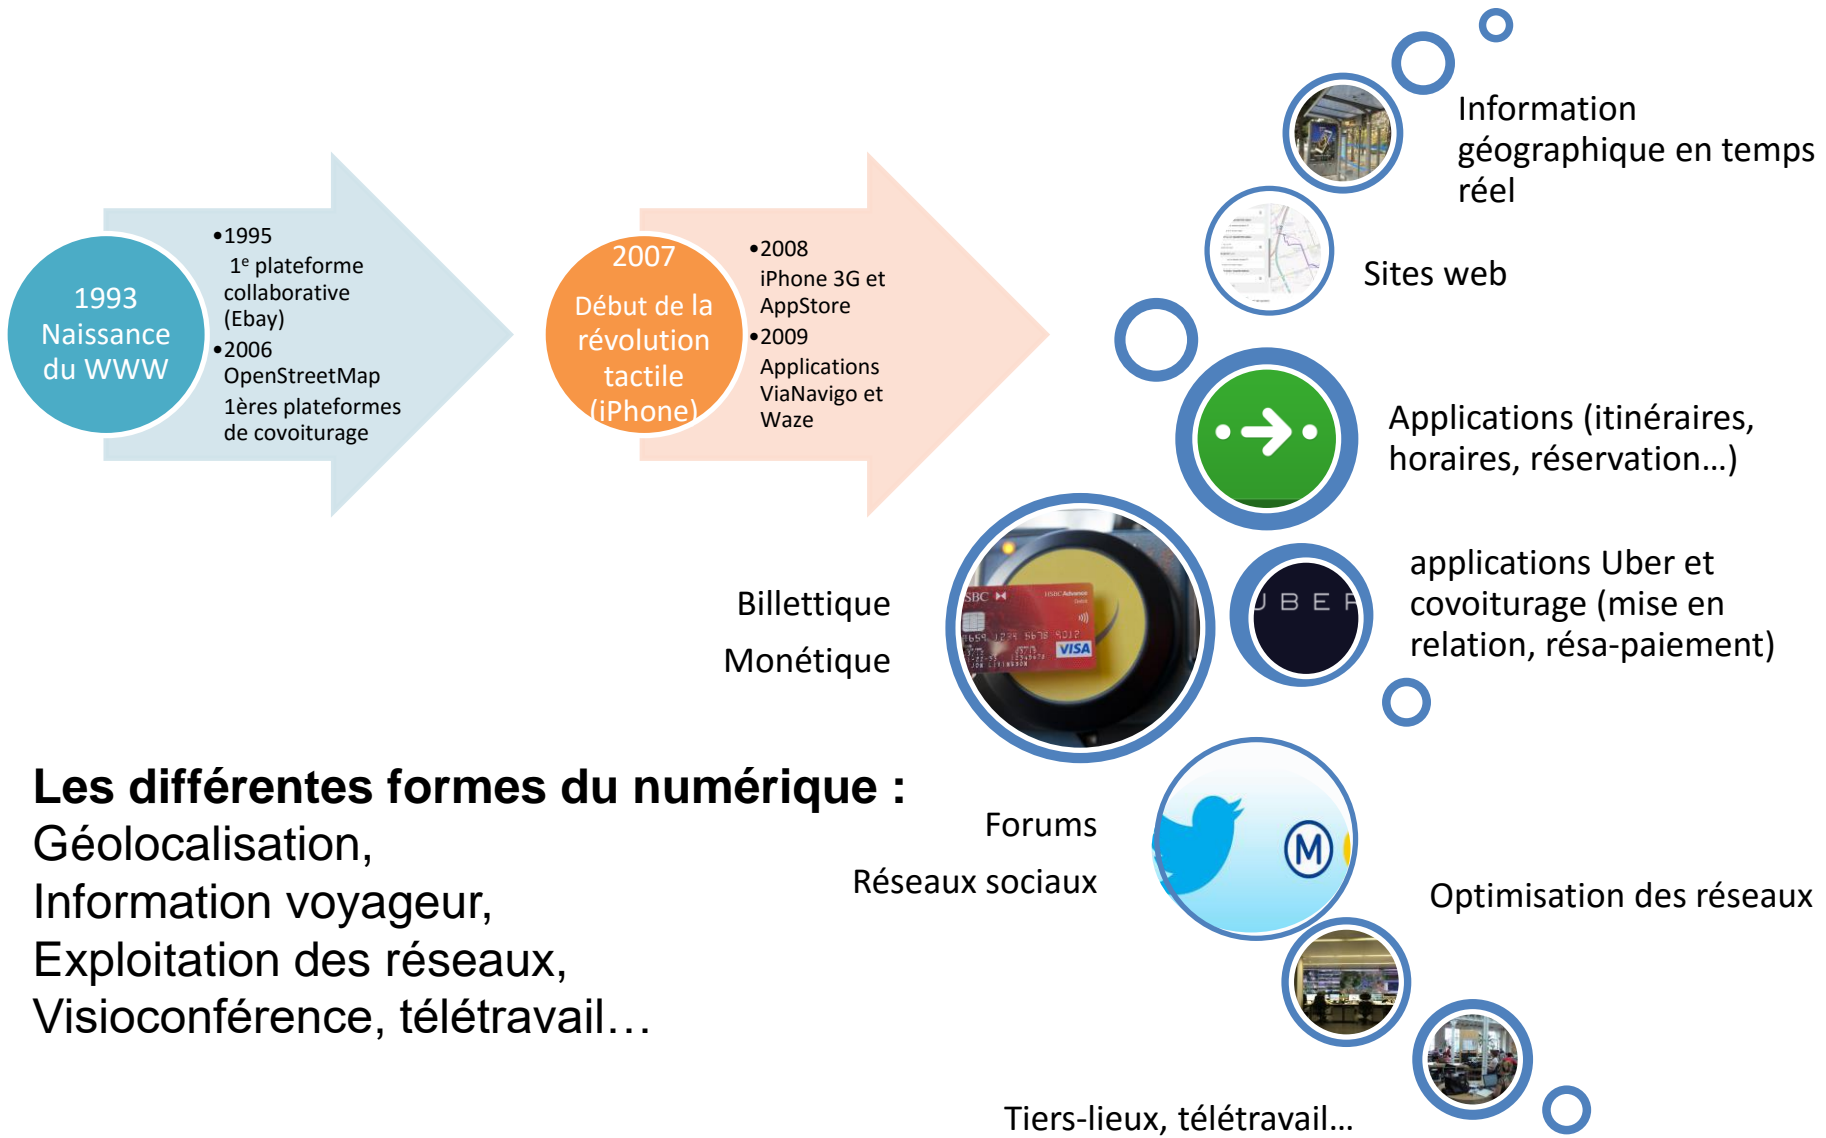 1993
Naissance
du WWW
•1995
1e plateforme
collaborative
(Ebay)
•2006
OpenStreetMap
1ères plateformes
de covoiturage
2007
Début de la
révolution
tactile
(iPhone)
•2008
iPhone 3G et
AppStore
•2009
Applications
ViaNavigo et
Waze
Information
géographique en temps
réel
Sites web
Applications (itinéraires,
horaires, réservation...)
applications Uber et
covoiturage (mise en
relation, résa-paiement)
UBER
Billettique
Monétique
HSBC Advance
VISA
Forums
Réseaux sociaux
M
Optimisation des réseaux
Tiers-lieux, télétravail...
Les différentes formes du numérique :
Géolocalisation,
Information voyageur,
Exploitation des réseaux,
Visioconférence, télétravail…